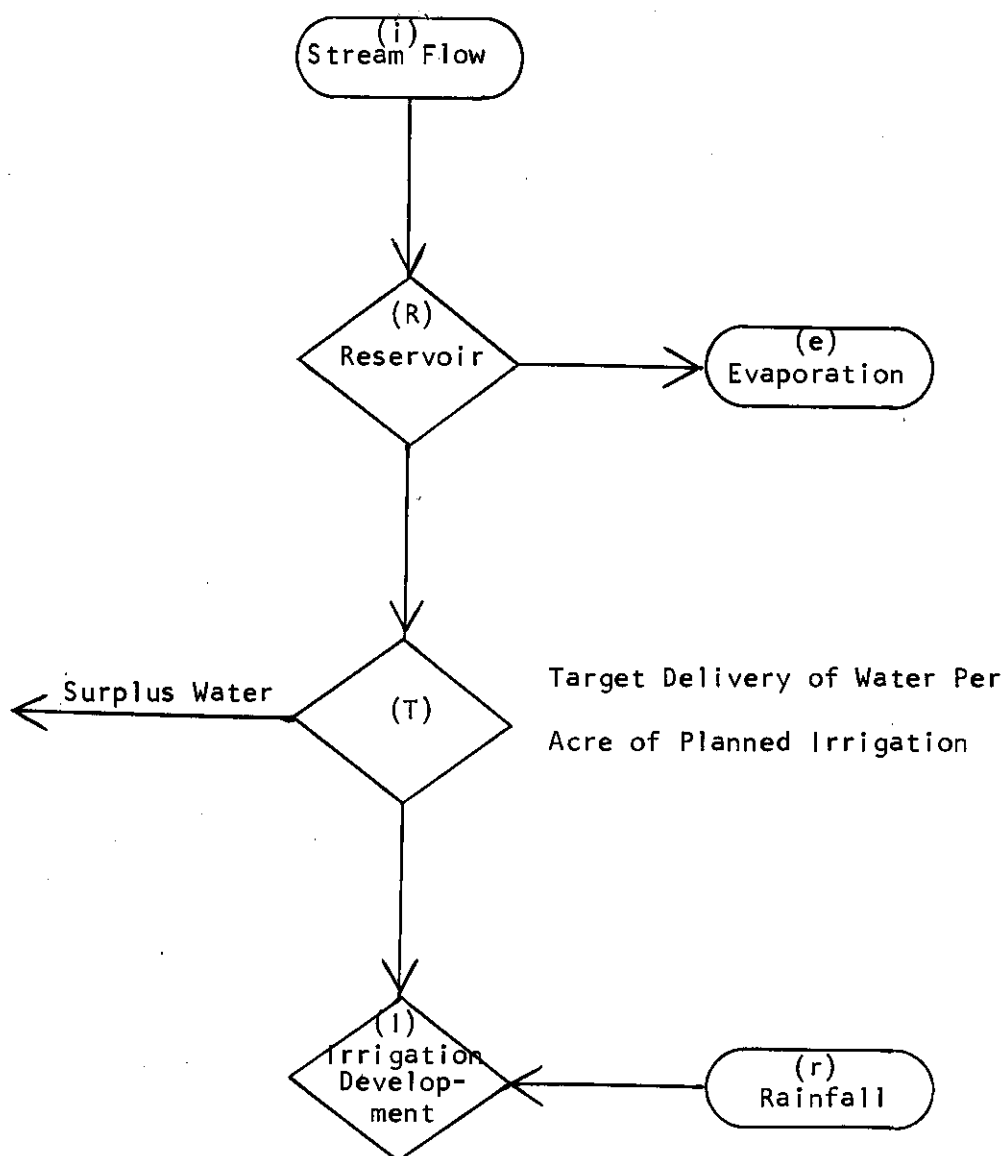 (i)
Stream Flow
(R)
Reservoir
(e)
Evaporation
Surplus Water
(T)
Target Delivery of Water Per
Acre of Planned Irrigation
(I)
Irrigation
Develop-
ment
(r)
Rainfall